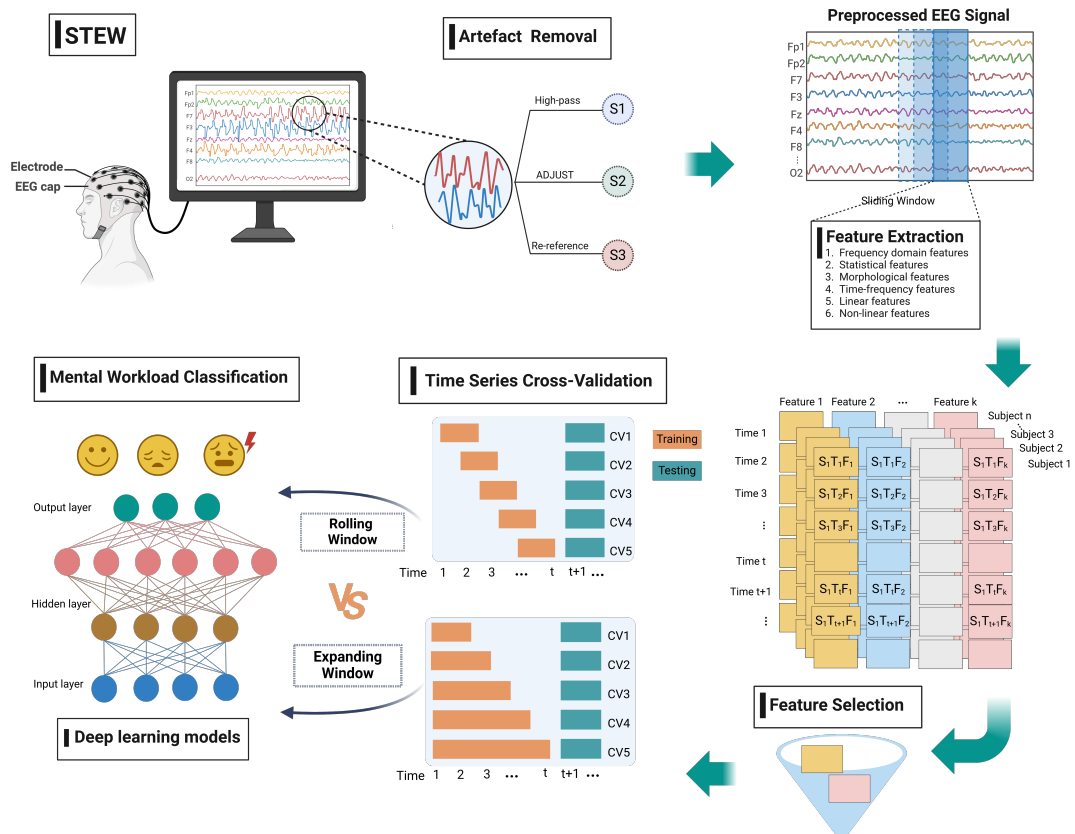 STEW
Artefact Removal
Preprocessed EEG Signal
Fp1
Fp2
F7
F3
Fz
F4
F8
O2
Electrode
EEG cap
High-pass
S1
ADJUST
S2
Re-reference
S3
Fp1
Fp2
F7
F3
Fz
F4
F8
⋮
O2
Sliding Window
Feature Extraction
1. Frequency domain features
2. Statistical features
3. Morphological features
4. Time-frequency features
5. Linear features
6. Non-linear features
Mental Workload Classification
Output layer
Hidden layer
Input layer
Deep learning models
Time Series Cross-Validation
CV1
CV2
CV3
CV4
CV5
Time 1 2 3 ... t t+1 ...
Training
Testing
Rolling
Window
VS
Expanding
Window
CV1
CV2
CV3
CV4
CV5
Time 1 2 3 ... t t+1 ...
Feature 1 Feature 2 ... Feature k
Subject n
Subject 3
Subject 2
Subject 1
Time 1
Time 2
Time 3
⋮
Time t
Time t+1
⋮
S₁T₁F₁ S₁T₁F₂ S₁T₁Fₖ
S₁T₂F₁ S₁T₂F₂ S₁T₂Fₖ
S₁T₃F₁ S₁T₃F₂ S₁T₃Fₖ
S₁TₜF₁ S₁TₜF₂ S₁TₜFₖ
S₁Tₜ₊₁F₁ S₁Tₜ₊₁F₂ S₁Tₜ₊₁Fₖ
Feature Selection